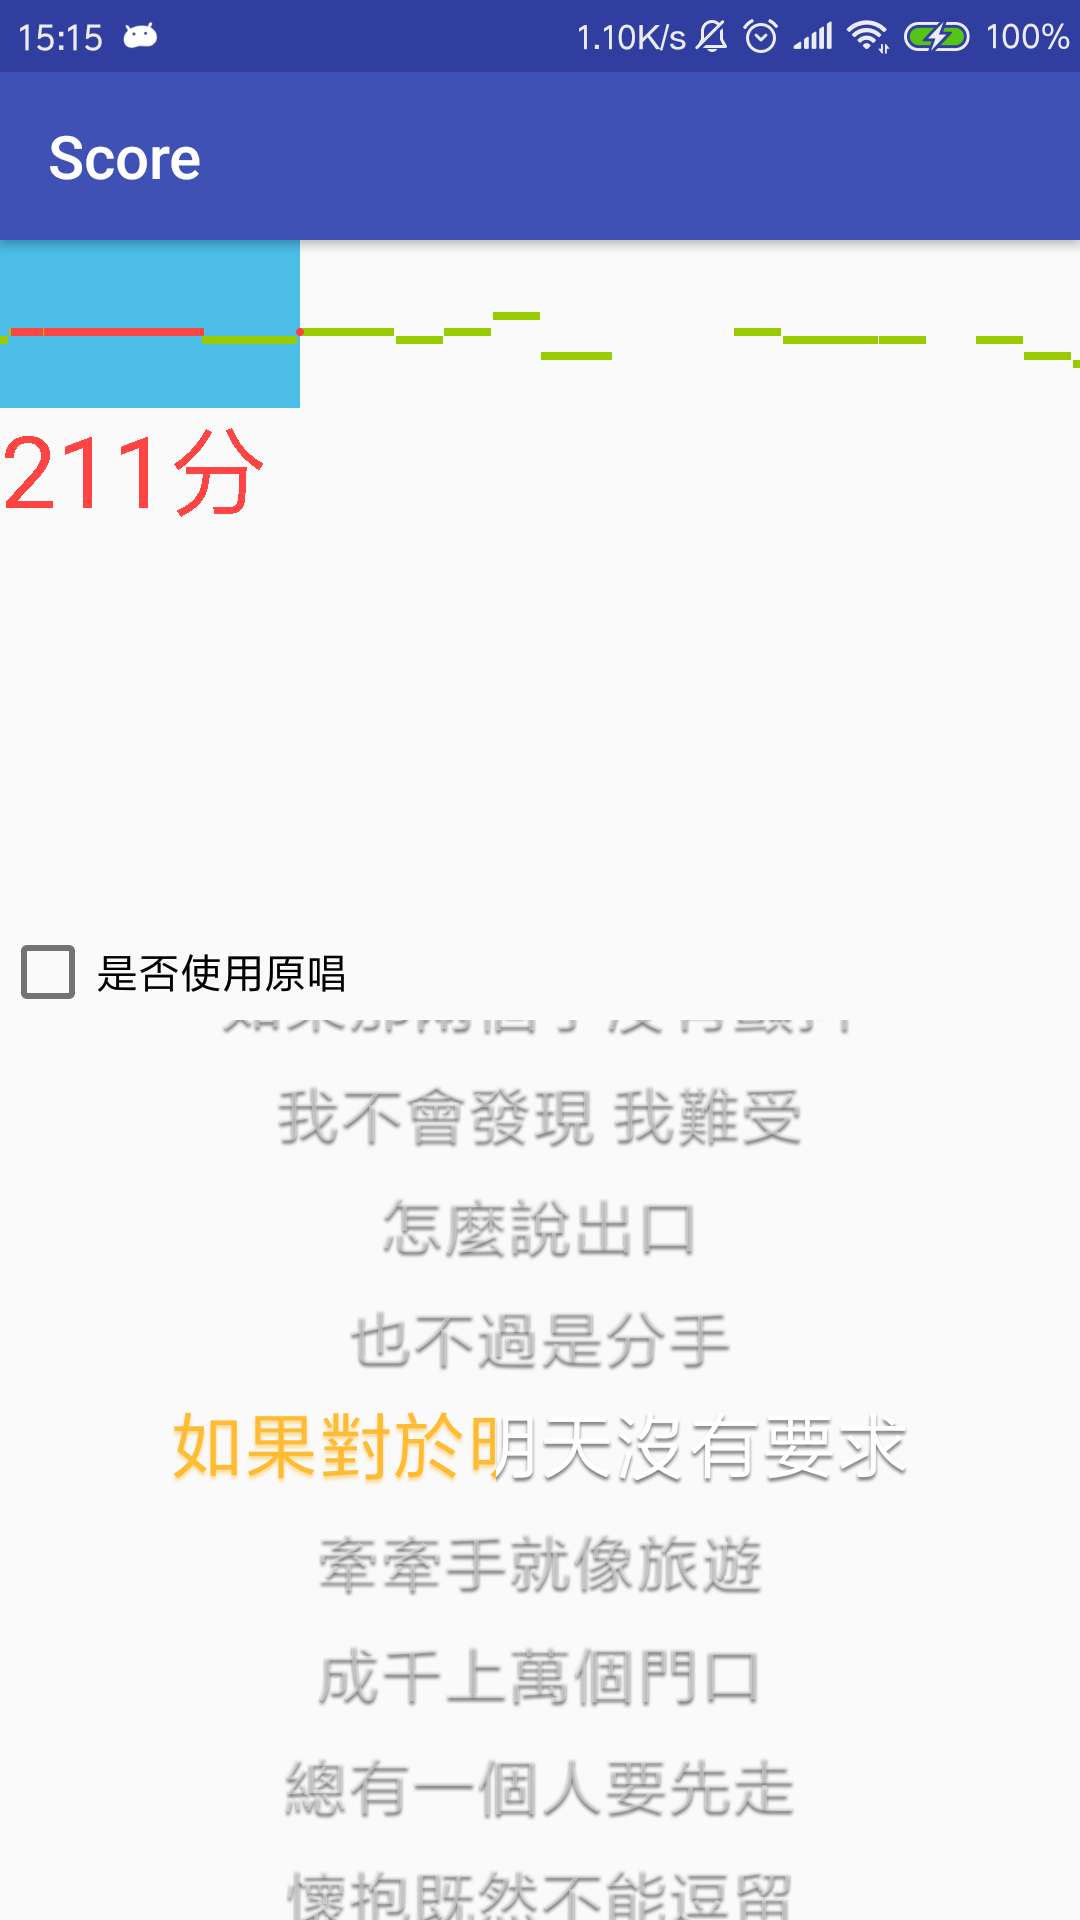 15:15 1.10K/s 100%
Score
211分
是否使用原唱
我不會發現 我難受
怎麼說出口
也不過是分手
如果對於明天沒有要求
牽牽手就像旅遊
成千上萬個門口
總有一個人要先走
懷抱既然不能逗留